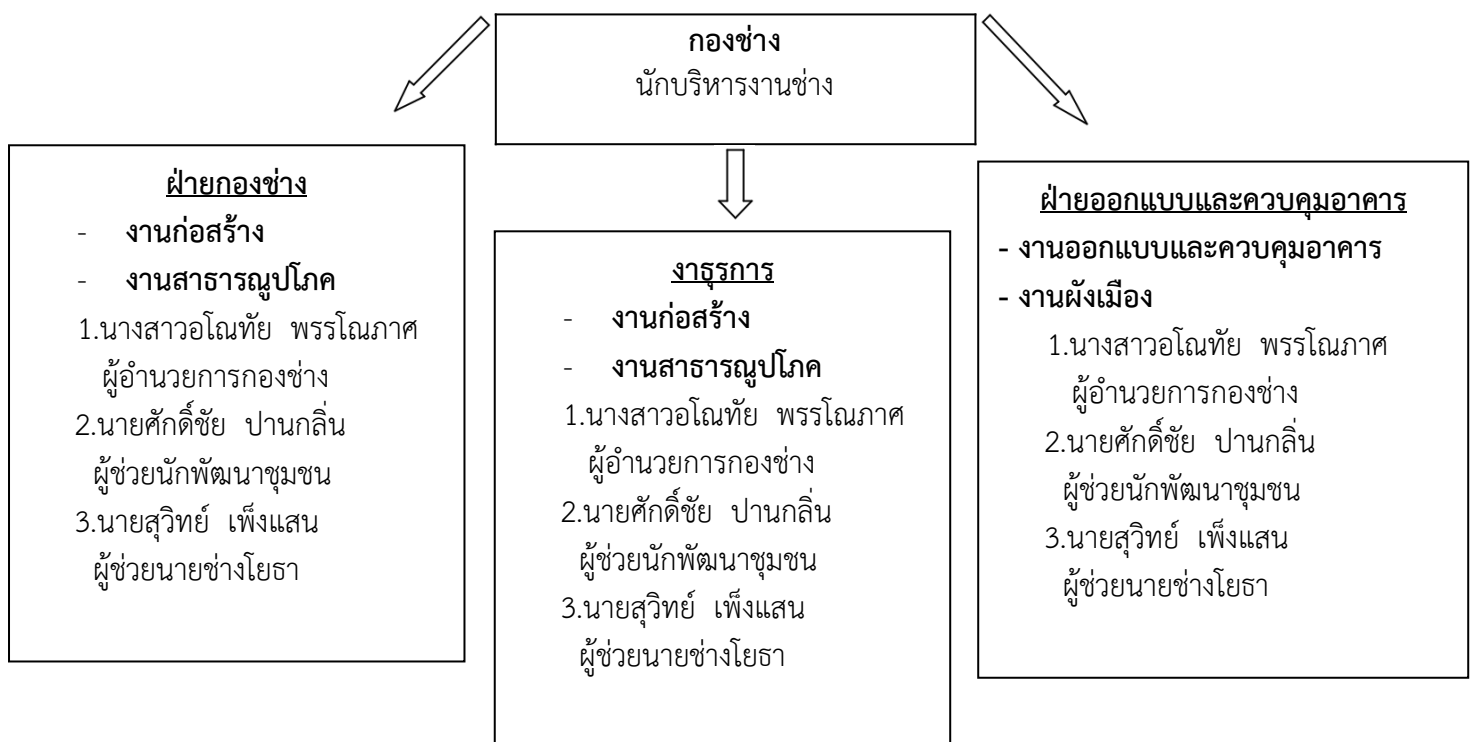 กองช่าง
นักบริหารงานช่าง
ฝ่ายกองช่าง
- งานก่อสร้าง
- งานสาธารณูปโภค
1.นางสาวอโณทัย พรรโณภาศ
ผู้อำนวยการกองช่าง
2.นายศักดิ์ชัย ปานกลิ่น
ผู้ช่วยนักพัฒนาชุมชน
3.นายสุวิทย์ เพ็งแสน
ผู้ช่วยนายช่างโยธา
งาธุรการ
- งานก่อสร้าง
- งานสาธารณูปโภค
1.นางสาวอโณทัย พรรโณภาศ
ผู้อำนวยการกองช่าง
2.นายศักดิ์ชัย ปานกลิ่น
ผู้ช่วยนักพัฒนาชุมชน
3.นายสุวิทย์ เพ็งแสน
ผู้ช่วยนายช่างโยธา
ฝ่ายออกแบบและควบคุมอาคาร
- งานออกแบบและควบคุมอาคาร
- งานผังเมือง
1.นางสาวอโณทัย พรรโณภาศ
ผู้อำนวยการกองช่าง
2.นายศักดิ์ชัย ปานกลิ่น
ผู้ช่วยนักพัฒนาชุมชน
3.นายสุวิทย์ เพ็งแสน
ผู้ช่วยนายช่างโยธา